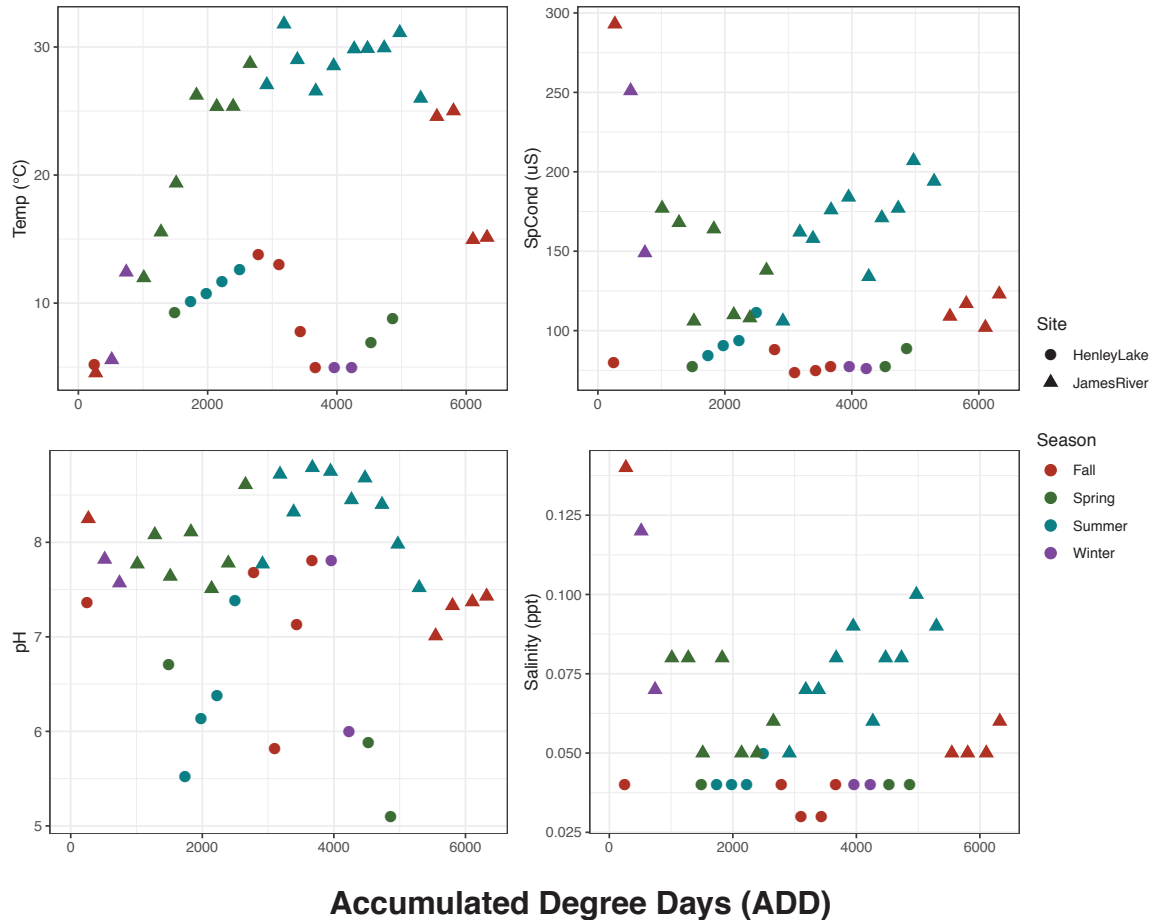 30
20
10
Temp (°C)
0 2000 4000 6000
300
250
200
150
100
SpCond (uS)
0 2000 4000 6000
8
7
6
5
pH
0 2000 4000 6000
0.125
0.100
0.075
0.050
0.025
Salinity (ppt)
0 2000 4000 6000
Site
HenleyLake
JamesRiver
Season
Fall
Spring
Summer
Winter
Accumulated Degree Days (ADD)